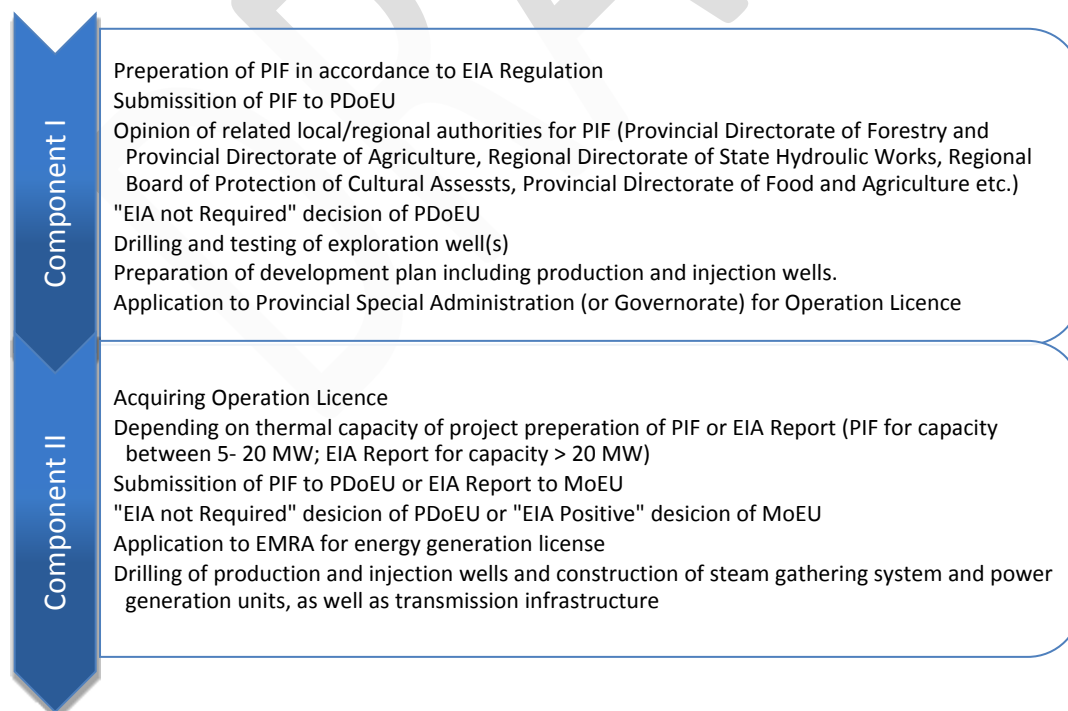 Component I
Preperation of PIF in accordance to EIA Regulation
Submissition of PIF to PDoEU
Opinion of related local/regional authorities for PIF (Provincial Directorate of Forestry and
Provincial Directorate of Agriculture, Regional Directorate of State Hydroulic Works, Regional
Board of Protection of Cultural Assessts, Provincial Dİrectorate of Food and Agriculture etc.)
"EIA not Required" decision of PDoEU
Drilling and testing of exploration well(s)
Preparation of development plan including production and injection wells.
Application to Provincial Special Administration (or Governorate) for Operation Licence
Component II
Acquiring Operation Licence
Depending on thermal capacity of project preperation of PIF or EIA Report (PIF for capacity
between 5- 20 MW; EIA Report for capacity > 20 MW)
Submissition of PIF to PDoEU or EIA Report to MoEU
"EIA not Required" desicion of PDoEU or "EIA Positive" desicion of MoEU
Application to EMRA for energy generation license
Drilling of production and injection wells and construction of steam gathering system and power
generation units, as well as transmission infrastructure